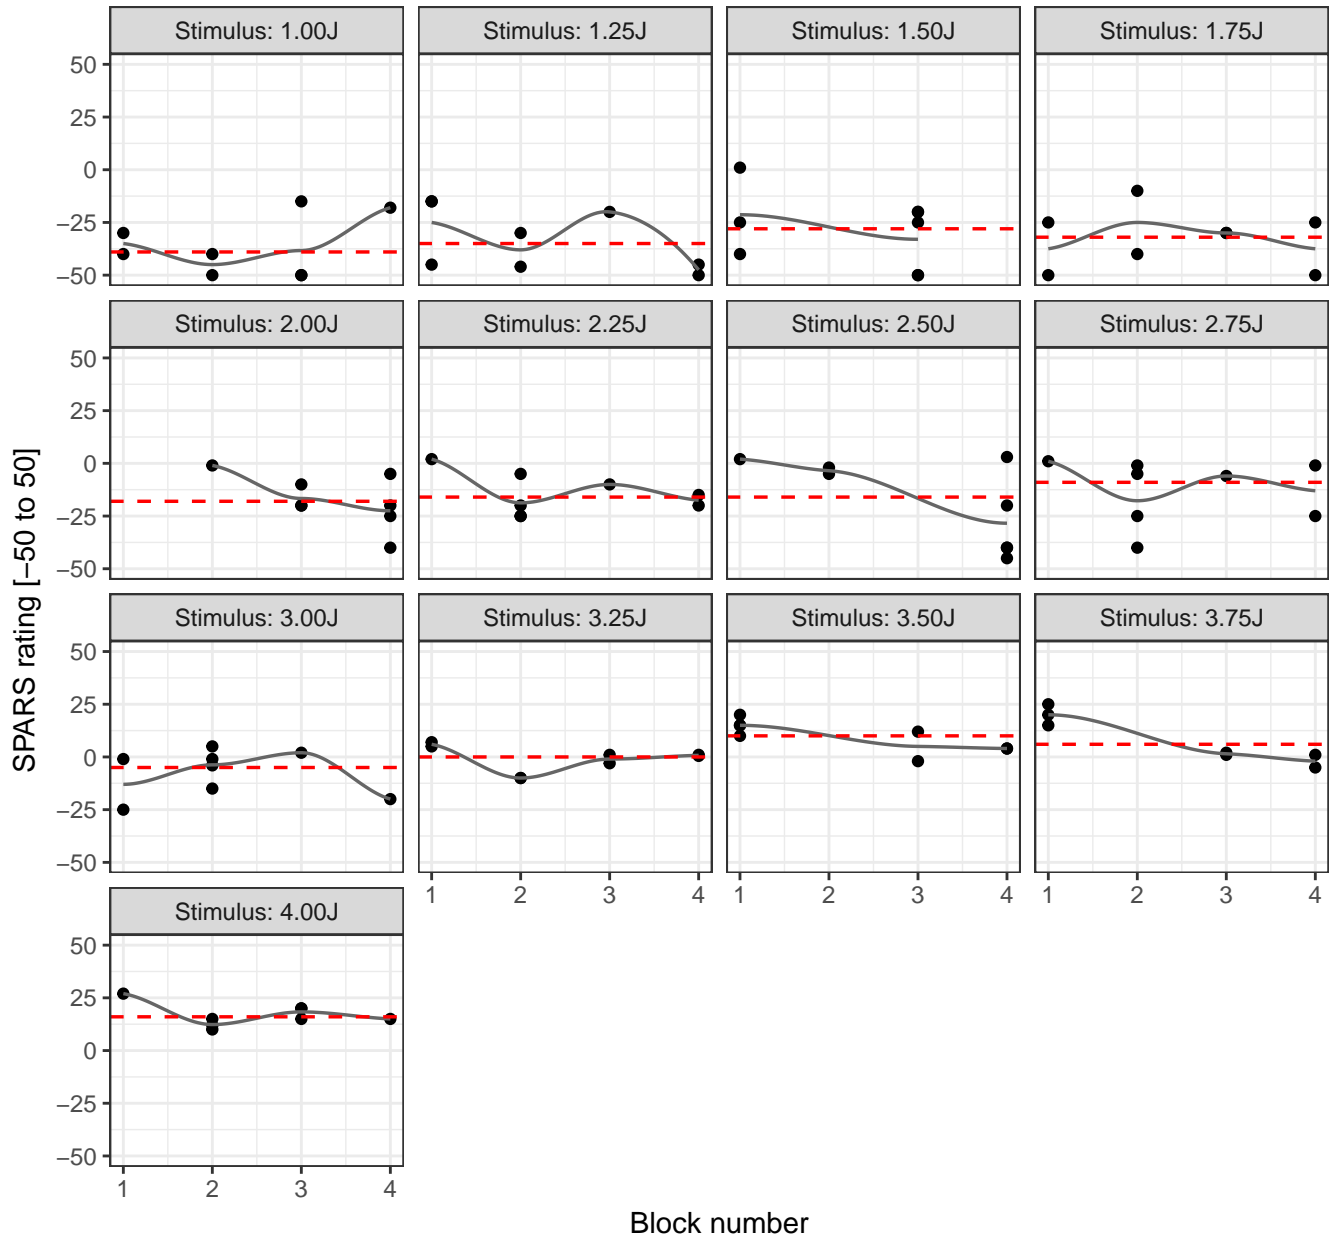 Stimulus: 1.00J Stimulus: 1.25J Stimulus: 1.50J Stimulus: 1.75J
50
25
0
−25
−50
Stimulus: 2.00J Stimulus: 2.25J Stimulus: 2.50J Stimulus: 2.75J
50
25
0
−25
−50
SPARS rating [−50 to 50]
Stimulus: 3.00J Stimulus: 3.25J Stimulus: 3.50J Stimulus: 3.75J
50
25
0
−25
−50
1 2 3 4 1 2 3 4 1 2 3 4
Stimulus: 4.00J
50
25
0
−25
−50
1 2 3 4
Block number